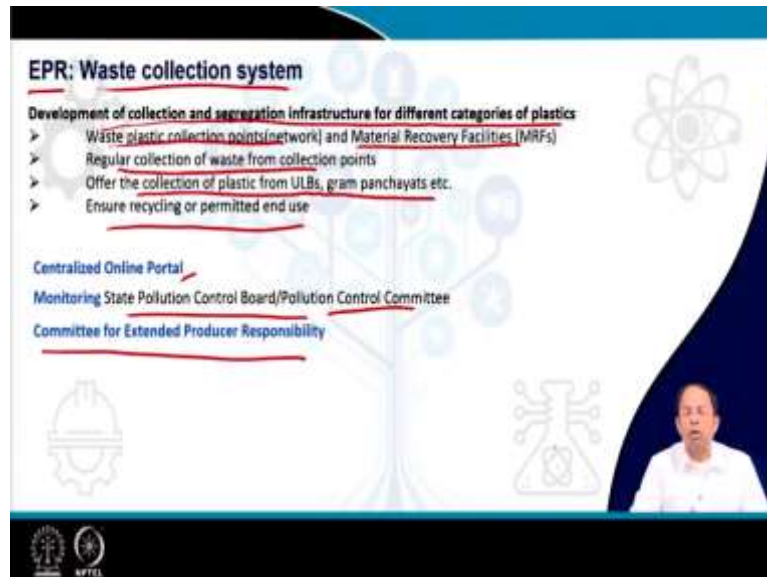 EPR: Waste collection system
Development of collection and segregation infrastructure for different categories of plastics
➢ Waste plastic collection points(network) and Material Recovery Facilities (MRFs)
➢ Regular collection of waste from collection points
➢ Offer the collection of plastic from ULBs, gram panchayats etc.
➢ Ensure recycling or permitted end use
Centralized Online Portal
Monitoring State Pollution Control Board/Pollution Control Committee
Committee for Extended Producer Responsibility
NPTEL